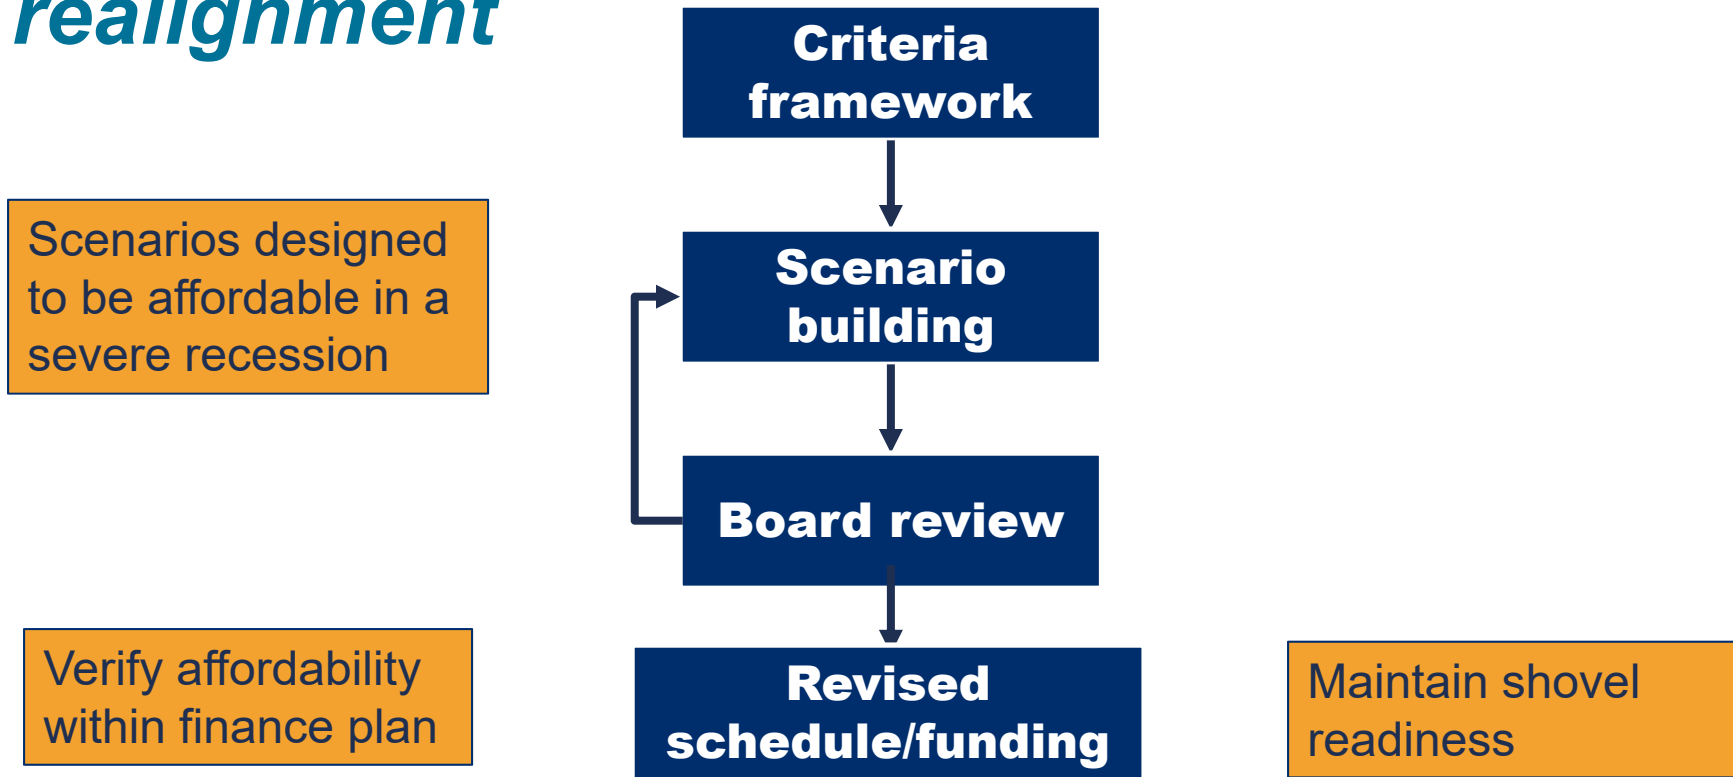 realignment
Criteria
framework
Scenarios designed
to be affordable in a
severe recession
Scenario
building
Board review
Verify affordability
within finance plan
Revised
schedule/funding
Maintain shovel
readiness